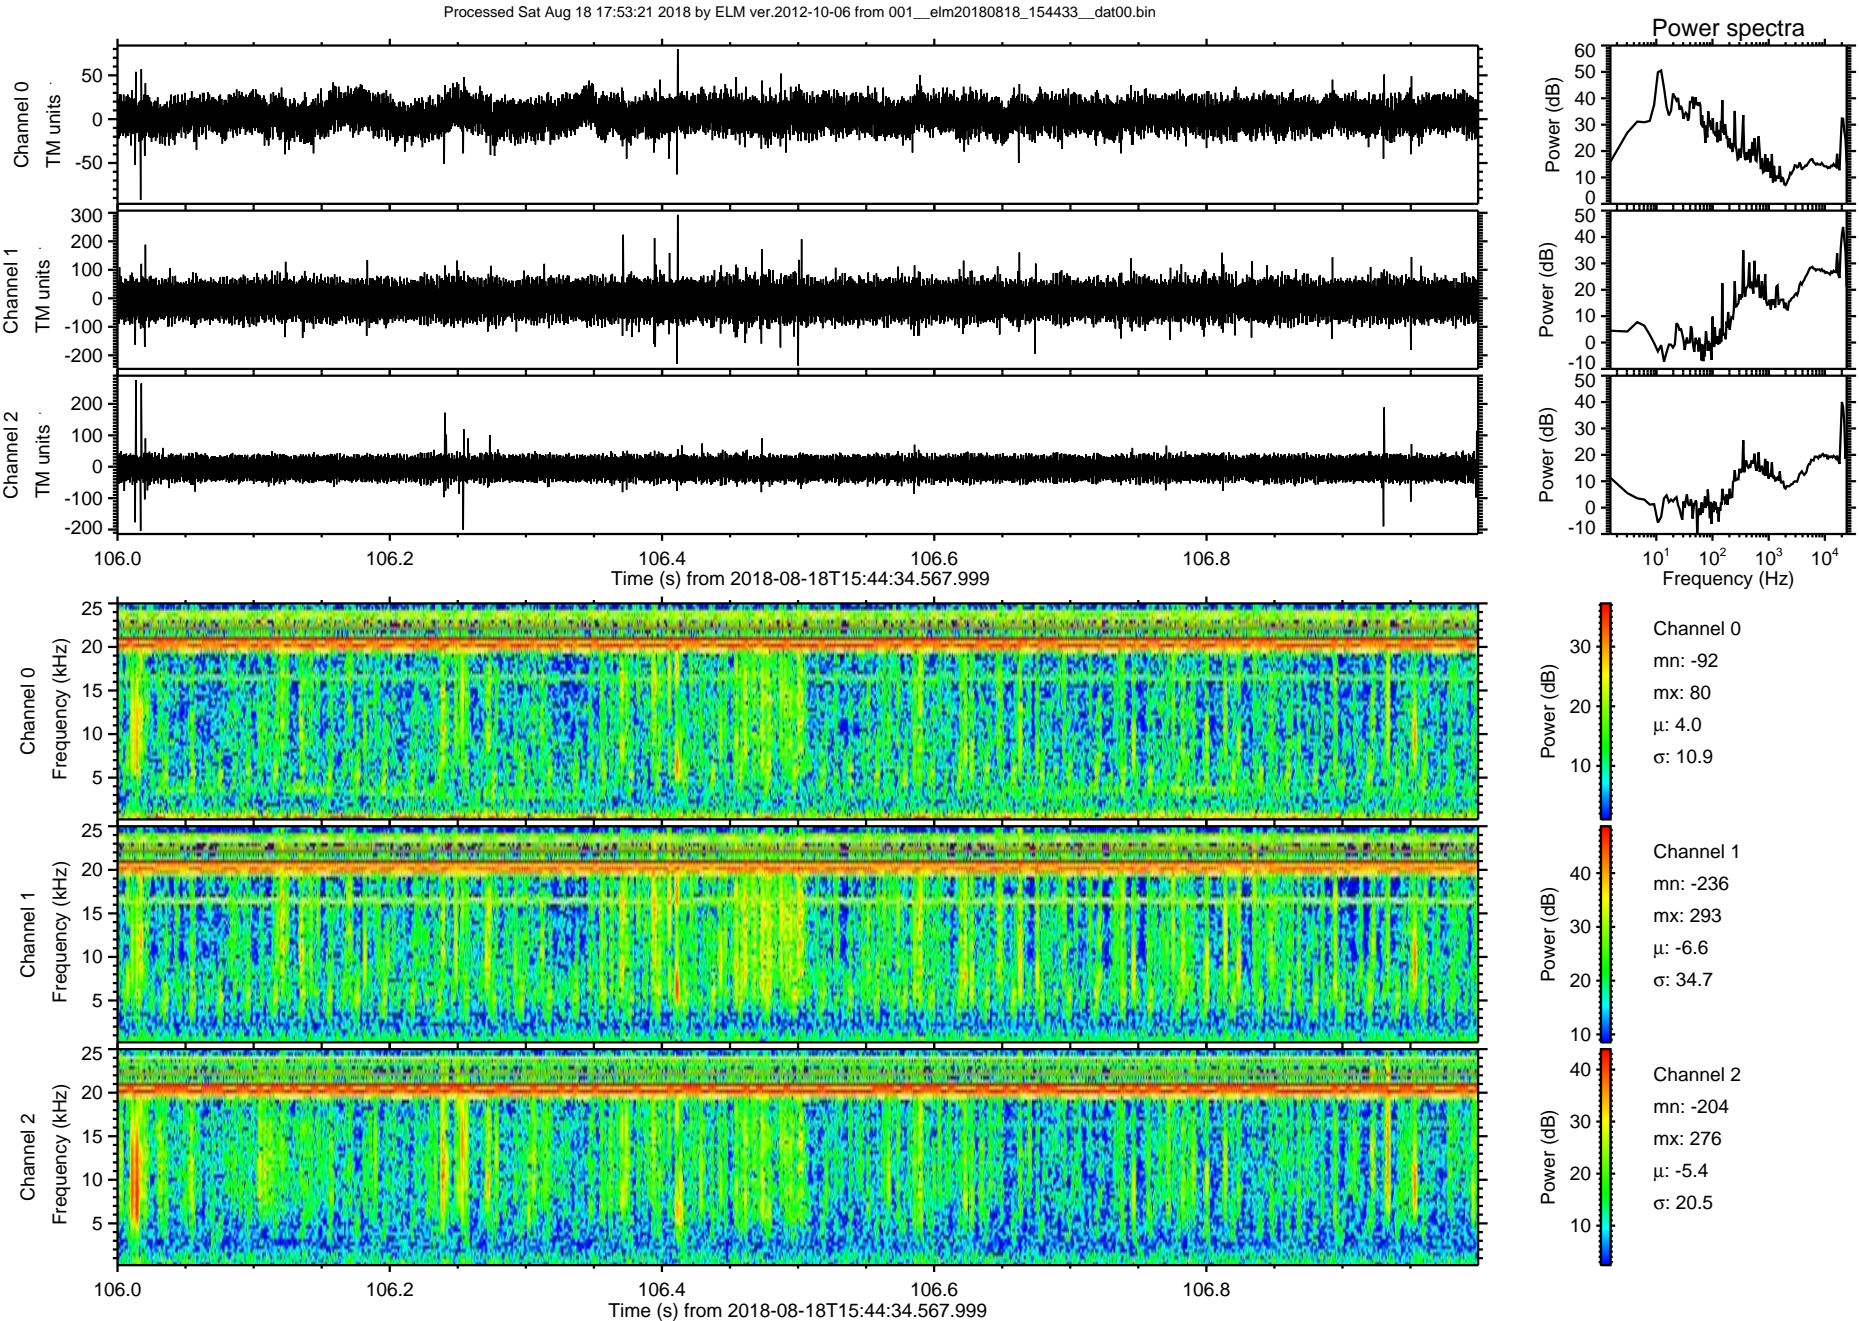 Processed Sat Aug 18 17:53:21 2018 by ELM ver.2012-10-06 from 001__elm20180818_154433__dat00.bin
Power spectra
Channel 0
TM units
50
0
-50
Power (dB)
60
50
40
30
20
10
0
Channel 1
TM units
300
200
100
0
-100
-200
Power (dB)
50
40
30
20
10
0
-10
Channel 2
TM units
200
100
0
-100
-200
Power (dB)
50
40
30
20
10
0
-10
106.0 106.2 106.4 106.6 106.8
Time (s) from 2018-08-18T15:44:34.567.999
10¹ 10² 10³ 10⁴
Frequency (Hz)
Channel 0
Frequency (kHz)
25
20
15
10
5
Power (dB)
30
20
10
Channel 0
mn: -92
mx: 80
μ: 4.0
σ: 10.9
Channel 1
Frequency (kHz)
25
20
15
10
5
Power (dB)
40
30
20
10
Channel 1
mn: -236
mx: 293
μ: -6.6
σ: 34.7
Channel 2
Frequency (kHz)
25
20
15
10
5
Power (dB)
40
30
20
10
Channel 2
mn: -204
mx: 276
μ: -5.4
σ: 20.5
106.0 106.2 106.4 106.6 106.8
Time (s) from 2018-08-18T15:44:34.567.999